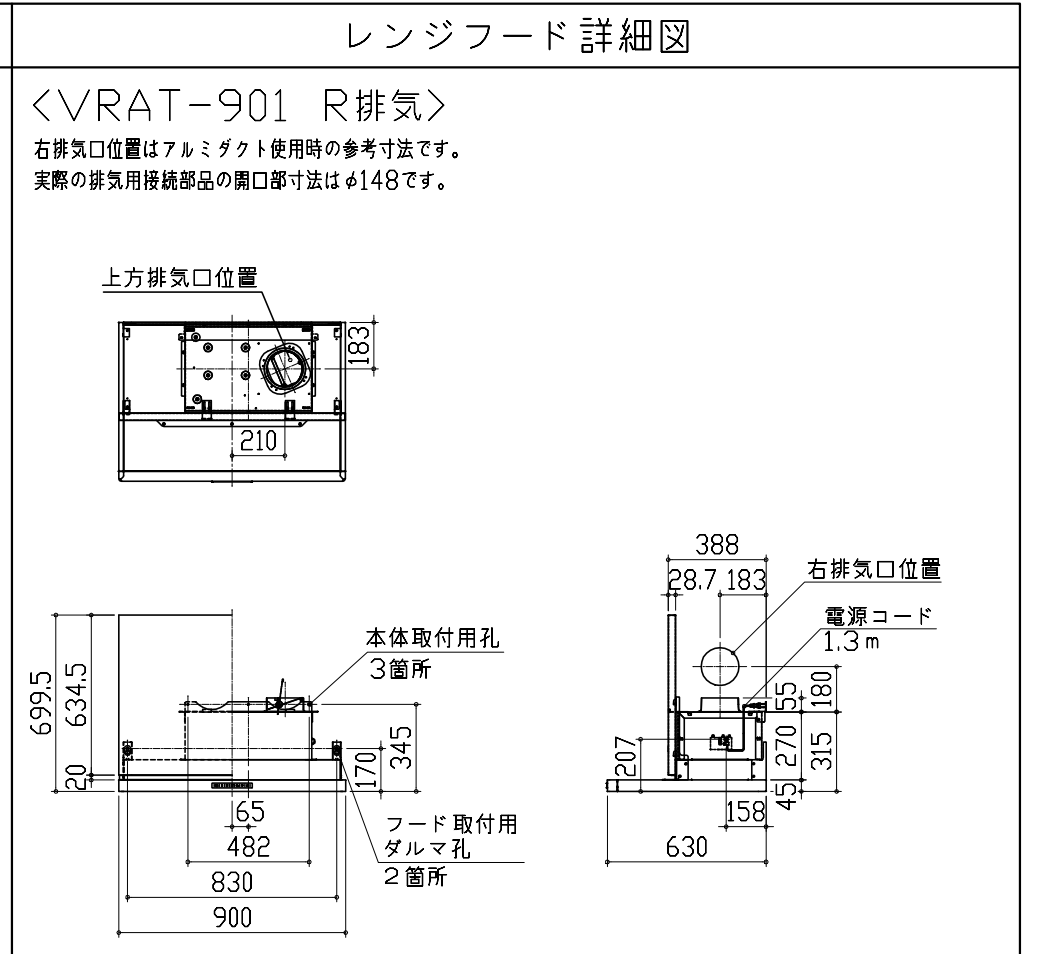 レンジフード詳細図
<VRAT-901 R排気>
右排気口位置はアルミダクト使用時の参考寸法です。
実際の排気用接続部品の開口部寸法はφ148です。
上方排気口位置
183
210
388
28.7 183
右排気口位置
電源コード
1.3m
本体取付用孔
3箇所
699.5
634.5
20
345
170
65
482
830
900
フード取付用
ダルマ孔
2箇所
207
55
180
270
315
45
158
630